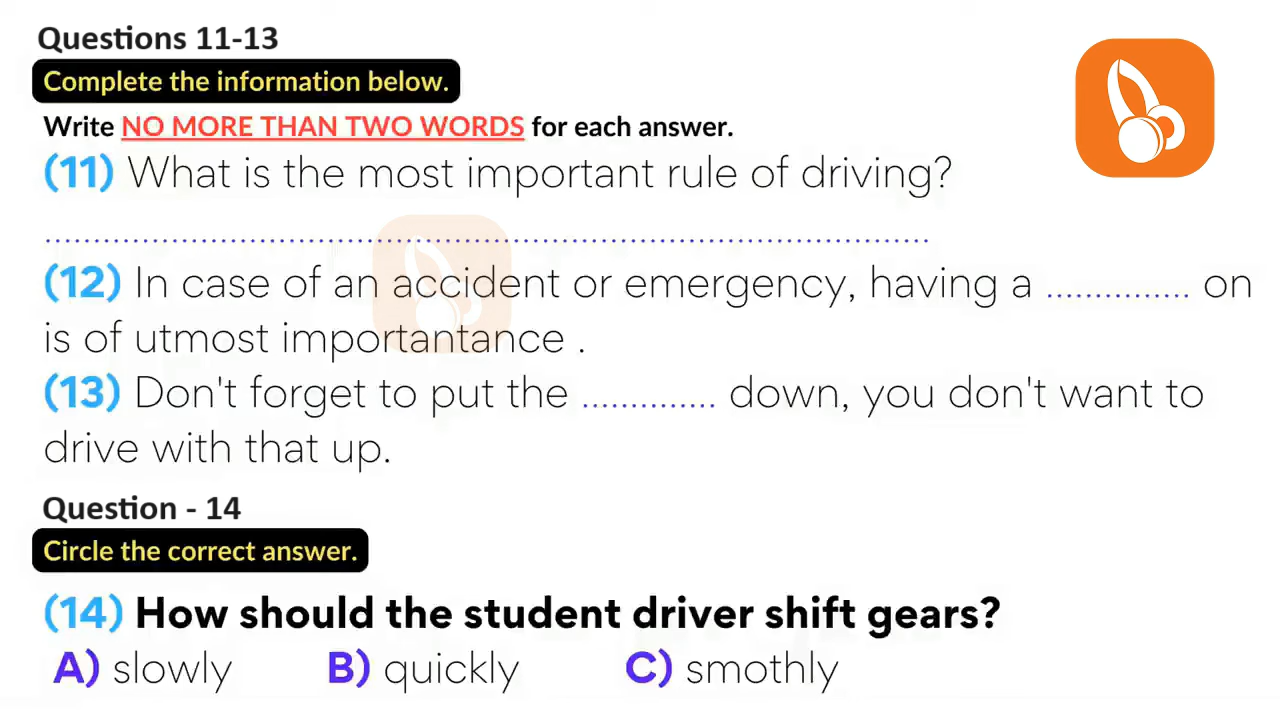 Questions 11-13
Complete the information below.
Write NO MORE THAN TWO WORDS for each answer.
(11) What is the most important rule of driving?
...........................................................................................
(12) In case of an accident or emergency, having a ............... on
is of utmost importantance .
(13) Don't forget to put the .............. down, you don't want to
drive with that up.
Question - 14
Circle the correct answer.
(14) How should the student driver shift gears?
A) slowly B) quickly C) smothly